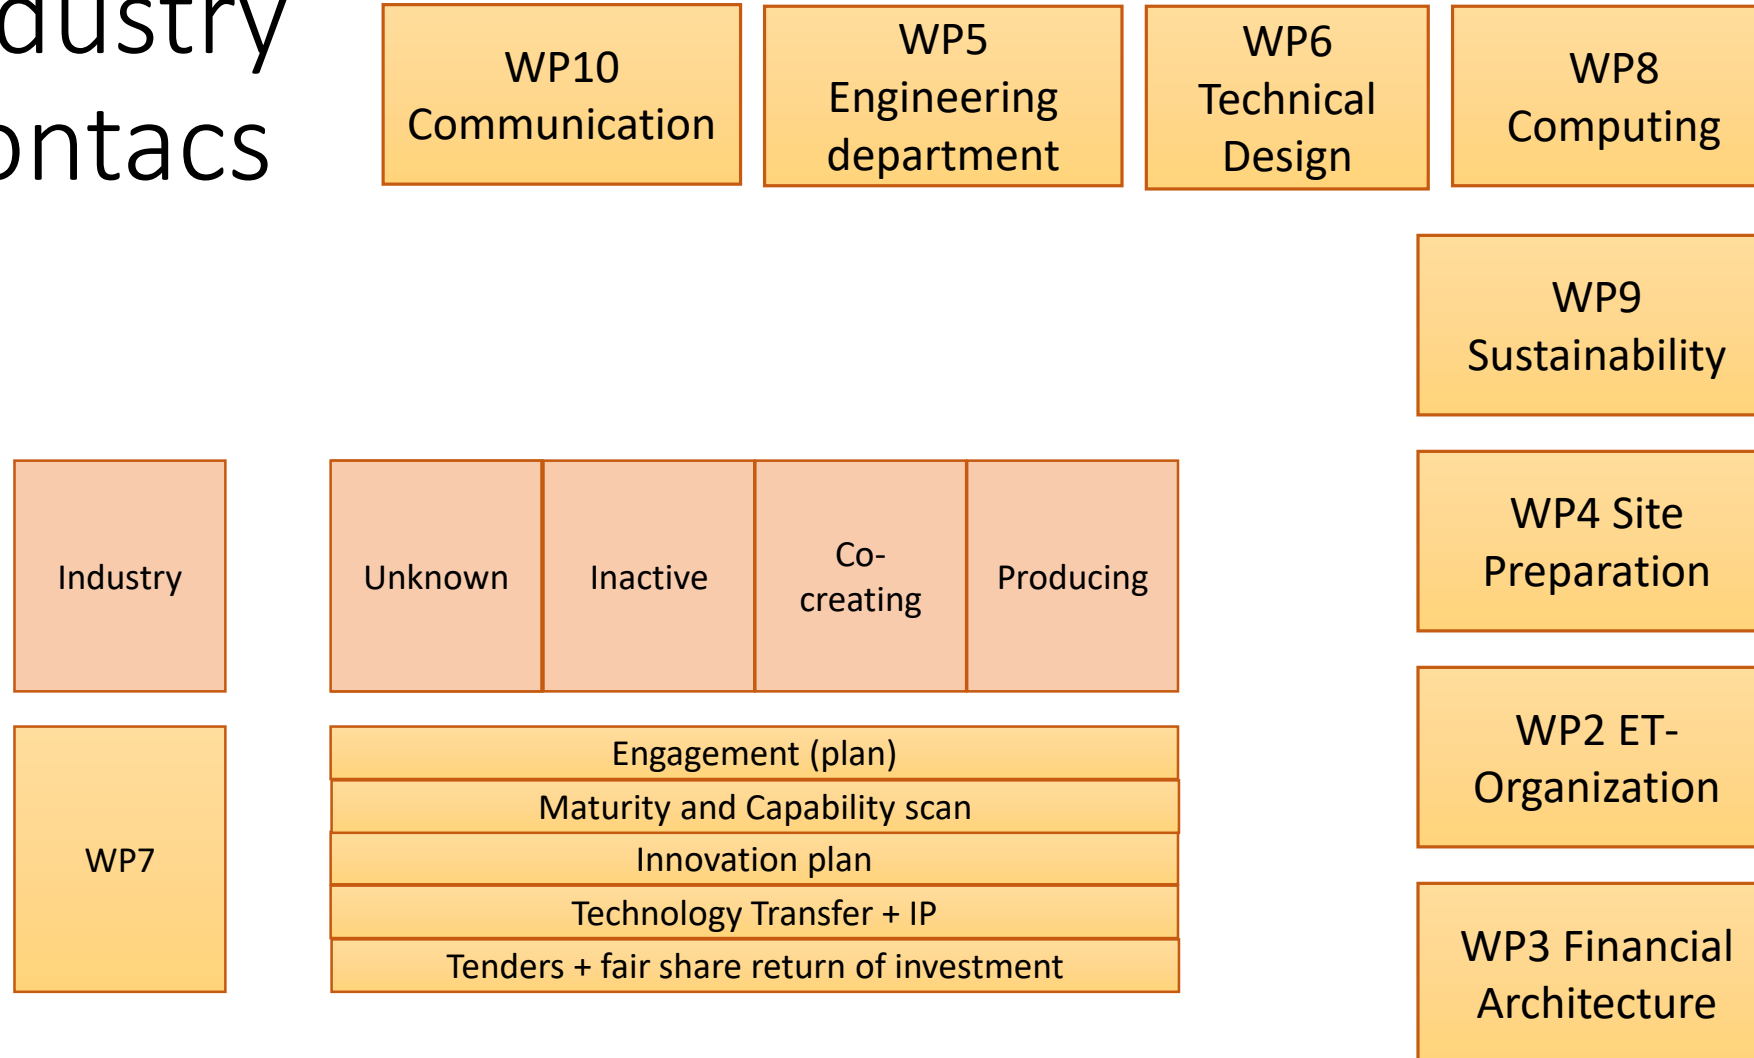 dustry
ontacs
WP10
Communication
WP5
Engineering
department
WP6
Technical
Design
WP8
Computing
WP9
Sustainability
WP4 Site
Preparation
WP2 ET-
Organization
WP3 Financial
Architecture
Industry
Unknown
Inactive
Co-
creating
Producing
WP7
Engagement (plan)
Maturity and Capability scan
Innovation plan
Technology Transfer + IP
Tenders + fair share return of investment